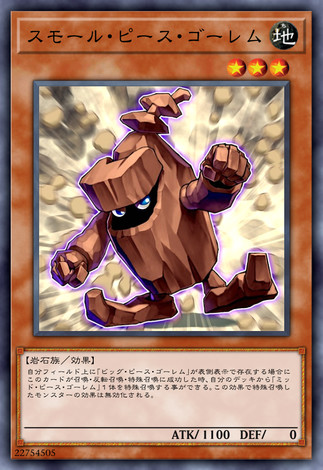 スモール・ピース・ゴーレム
地
【岩石族／効果】
自分フィールド上に「ビッグ・ピース・ゴーレム」が表側表示で存在する場合に
このカードが召喚・反転召喚・特殊召喚に成功した時、自分のデッキから「ミッ
ド・ピース・ゴーレム」１体を特殊召喚する事ができる。この効果で特殊召喚し
たモンスターの効果は無効化される。
ATK/ 1100 DEF/ 0
22754505